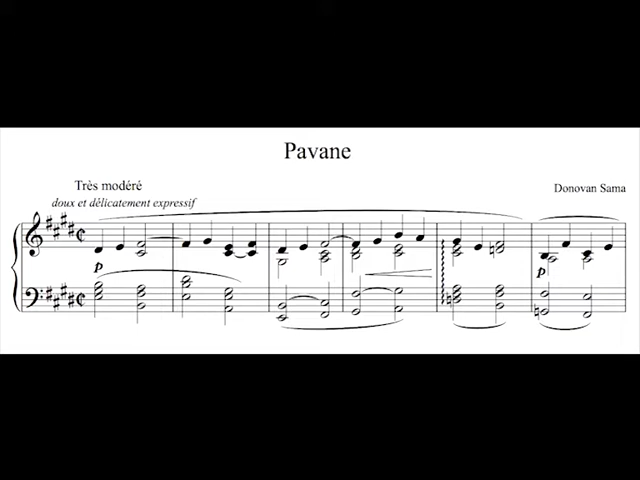 Pavane
Très modéré
doux et délicatement expressif
Donovan Sama
p
p